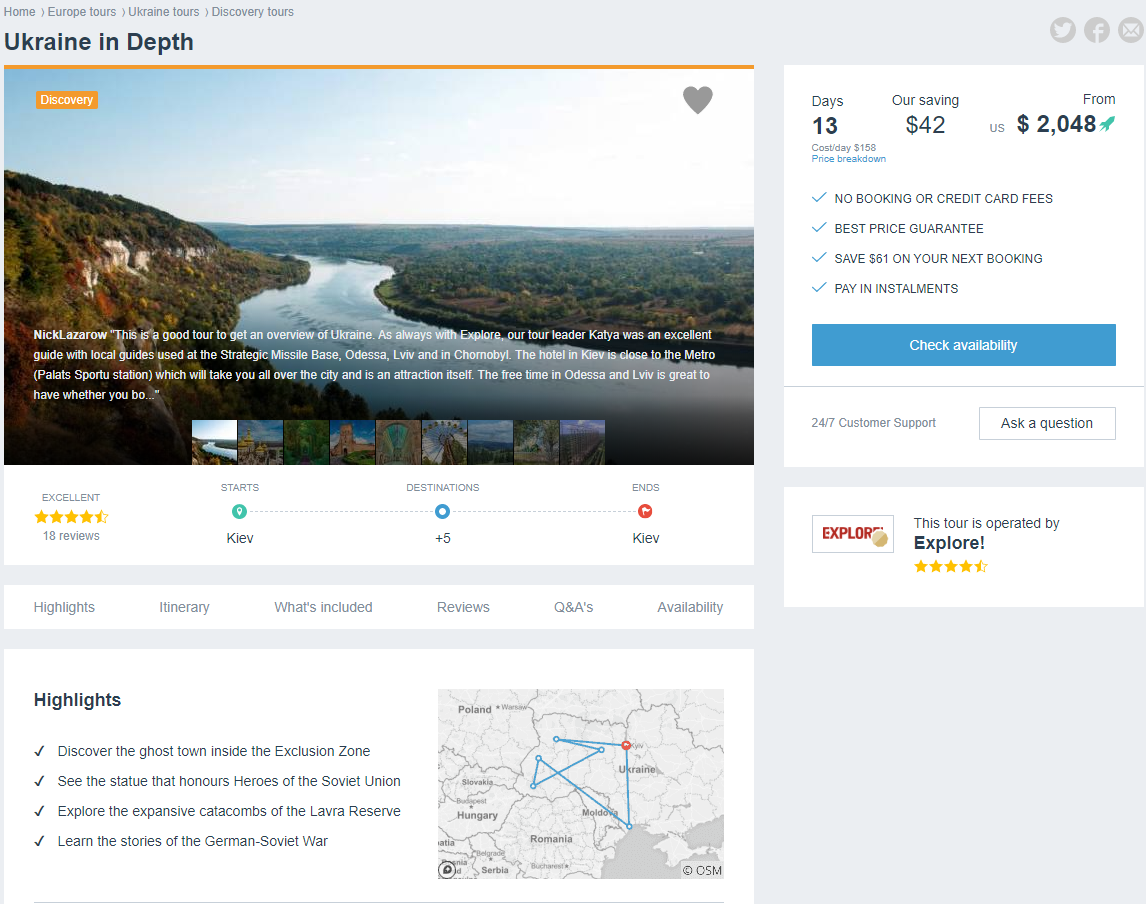 Home 〉Europe tours 〉Ukraine tours 〉Discovery tours
Ukraine in Depth
Discovery
NickLazarow "This is a good tour to get an overview of Ukraine. As always with Explore, our tour leader Katya was an excellent
guide with local guides used at the Strategic Missile Base, Odessa, Lviv and in Chornobyl. The hotel in Kiev is close to the Metro
(Palats Sportu station) which will take you all over the city and is an attraction itself. The free time in Odessa and Lviv is great to
have whether you bo..."
EXCELLENT
18 reviews
STARTS
Kiev
DESTINATIONS
+5
ENDS
Kiev
Highlights Itinerary What's included Reviews Q&A's Availability
Highlights
Discover the ghost town inside the Exclusion Zone
See the statue that honours Heroes of the Soviet Union
Explore the expansive catacombs of the Lavra Reserve
Learn the stories of the German-Soviet War
Poland Warsaw
Kyiv
Ukraine
Slovakia
Budapest
Hungary
Moldova
Romania
Belgrade
Serbia
Bucharest
© OSM
Days
13
Cost/day $158
Price breakdown
Our saving
$42
From
US $ 2,048
NO BOOKING OR CREDIT CARD FEES
BEST PRICE GUARANTEE
SAVE $61 ON YOUR NEXT BOOKING
PAY IN INSTALMENTS
Check availability
24/7 Customer Support
Ask a question
EXPLORE!
This tour is operated by
Explore!